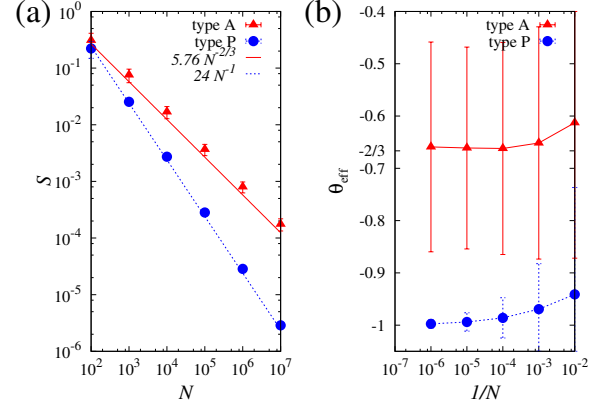 (a)
type A
type P
5.76 N^-2/3
24 N^-1
10^0
10^-1
10^-2
10^-3
10^-4
10^-5
10^-6
S
10^2 10^3 10^4 10^5 10^6 10^7
N
(b)
type A
type P
-0.4
-0.5
-0.6
-2/3
-0.7
-0.8
-0.9
-1
θ_eff
10^-7 10^-6 10^-5 10^-4 10^-3 10^-2
1/N